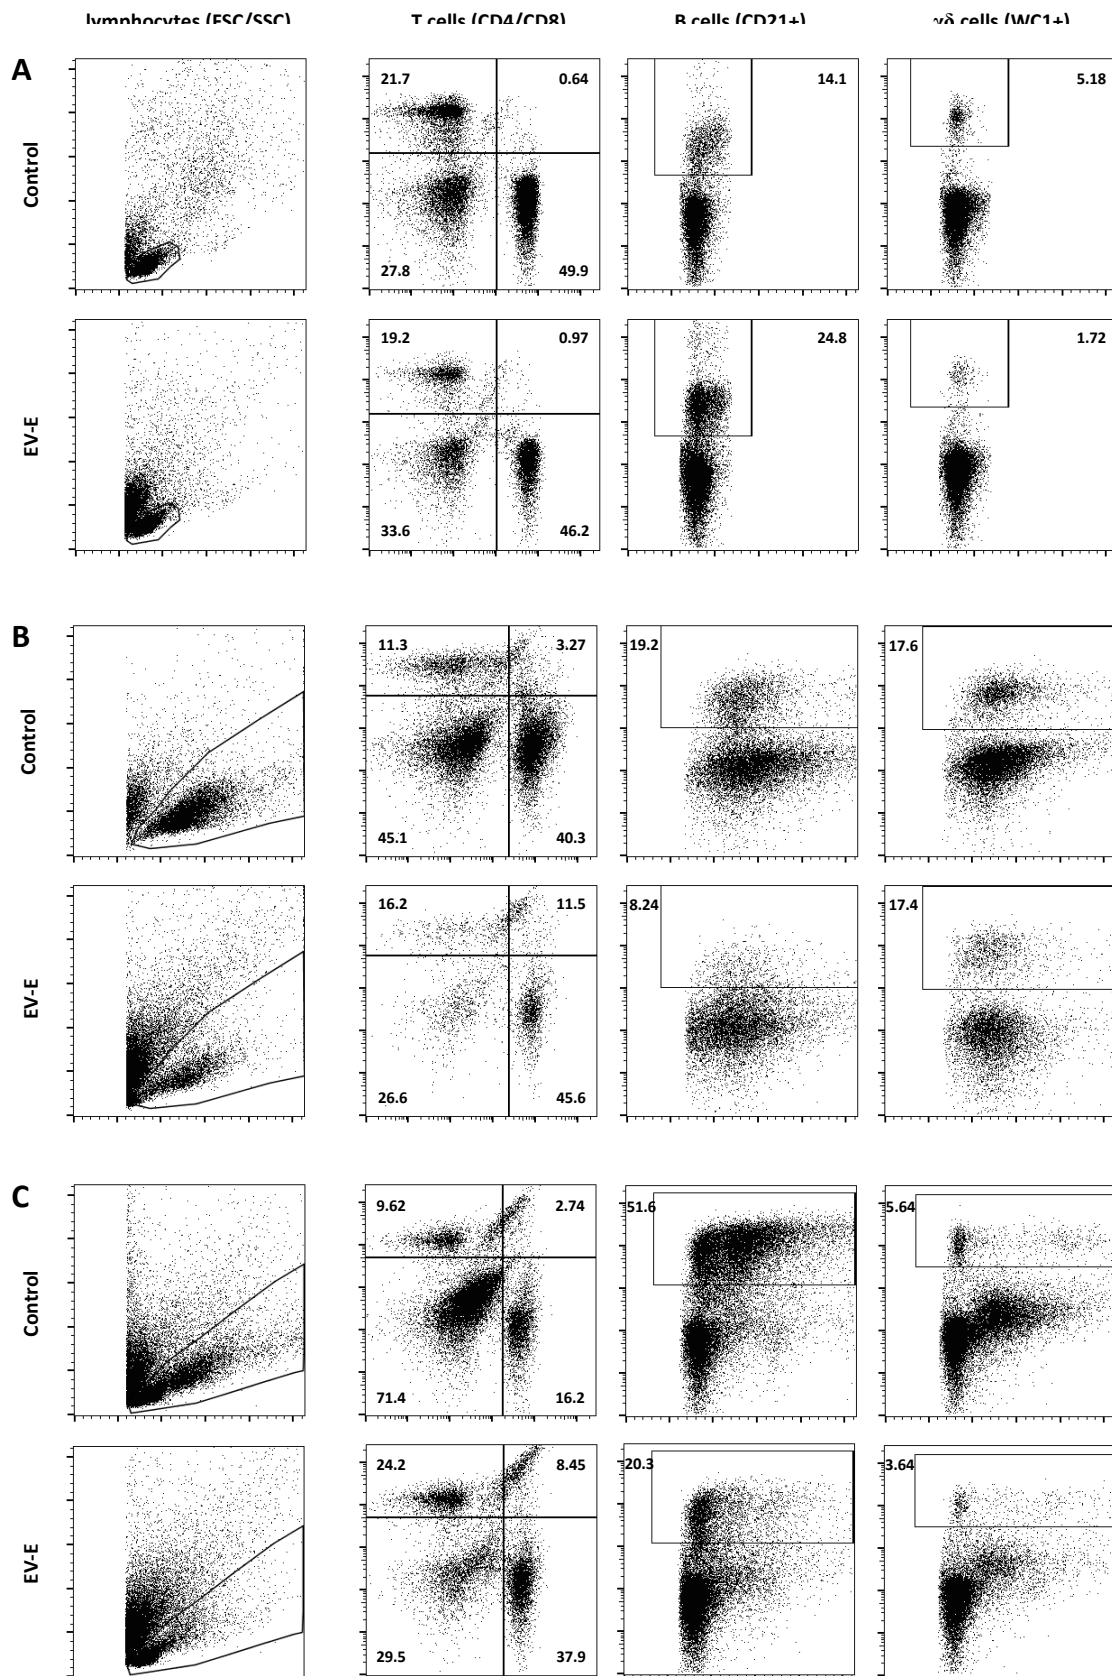 lymphocytes (FSC/SSC) T cells (CD4/CD8) B cells (CD21+) γδ cells (WC1+)
A
Control
21.7 0.64 14.1 5.18
27.8 49.9
EV-E
19.2 0.97 24.8 1.72
33.6 46.2
B
Control
11.3 3.27 19.2 17.6
45.1 40.3
EV-E
16.2 11.5 8.24 17.4
26.6 45.6
C
Control
9.62 2.74 51.6 5.64
71.4 16.2
EV-E
24.2 8.45 20.3 3.64
29.5 37.9